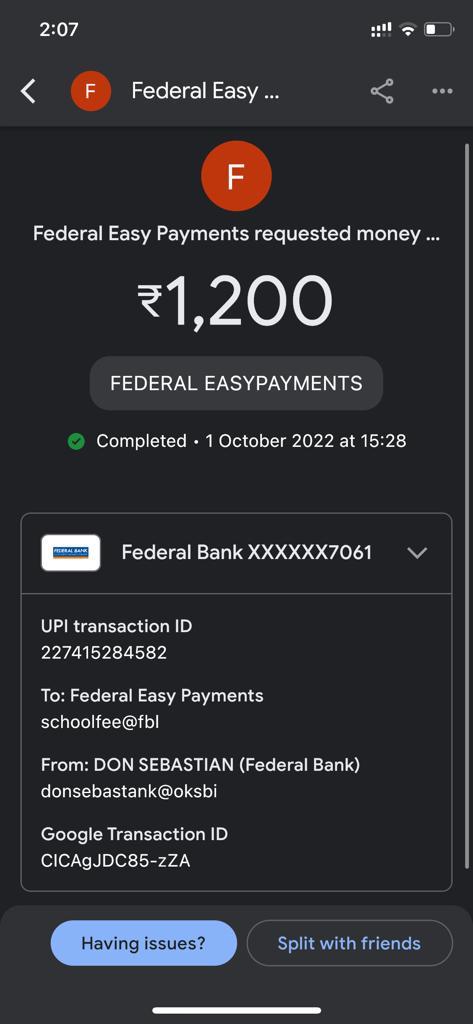 2:07
F Federal Easy ...
F
Federal Easy Payments requested money ...
₹1,200
FEDERAL EASYPAYMENTS
Completed • 1 October 2022 at 15:28
FEDERAL BANK
Federal Bank XXXXXX7061
UPI transaction ID
227415284582
To: Federal Easy Payments
schoolfee@fbl
From: DON SEBASTIAN (Federal Bank)
donsebastank@oksbi
Google Transaction ID
CICAgJDC85-zZA
Having issues?
Split with friends